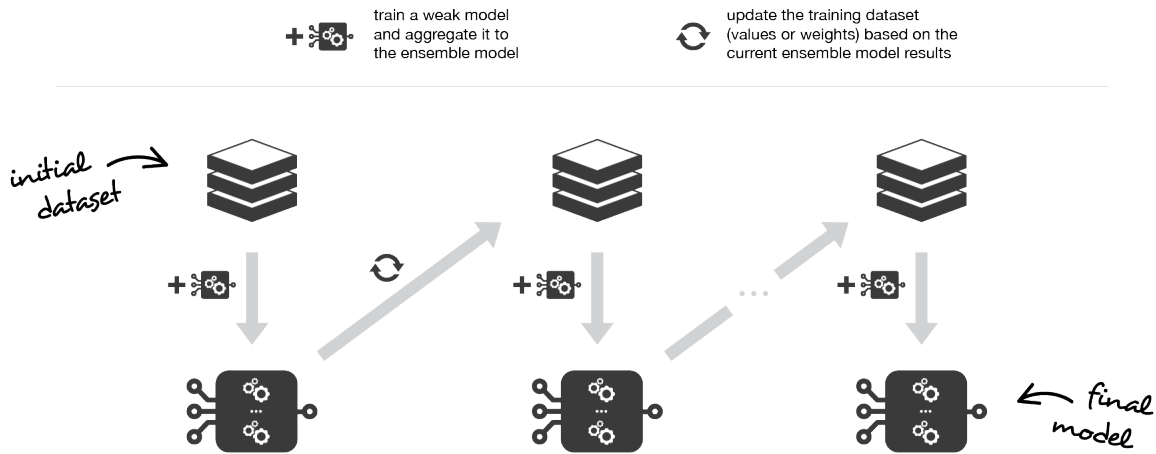 train a weak model
and aggregate it to
the ensemble model
update the training dataset
(values or weights) based on the
current ensemble model results
initial
dataset
final
model